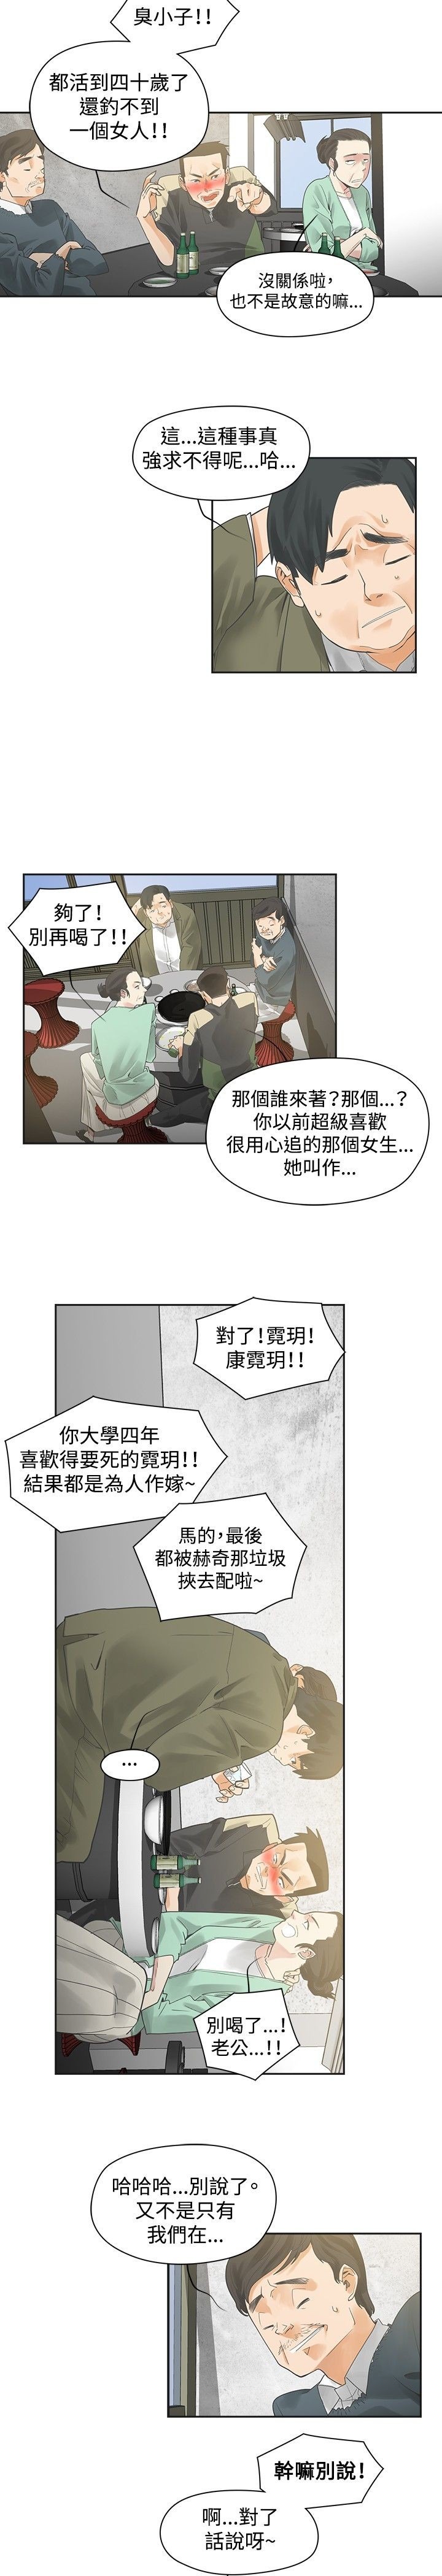 臭小子!!
都活到四十歲了
還釣不到
一個女人!!
沒關係啦,
也不是故意的嘛...
這...這種事真
強求不得呢...哈...
夠了!
別再喝了!!
那個誰來著?那個...?
你以前超級喜歡
很用心追的那個女生...
她叫作...
對了!霓玥!
康霓玥!!
你大學四年
喜歡得要死的霓玥!!
結果都是為人作嫁~
馬的,最後
都被赫奇那垃圾
挾去配啦~
...
別喝了...!
老公...!!
哈哈哈...別說了。
又不是只有
我們在...
幹嘛別說!
啊...對了
話說呀~